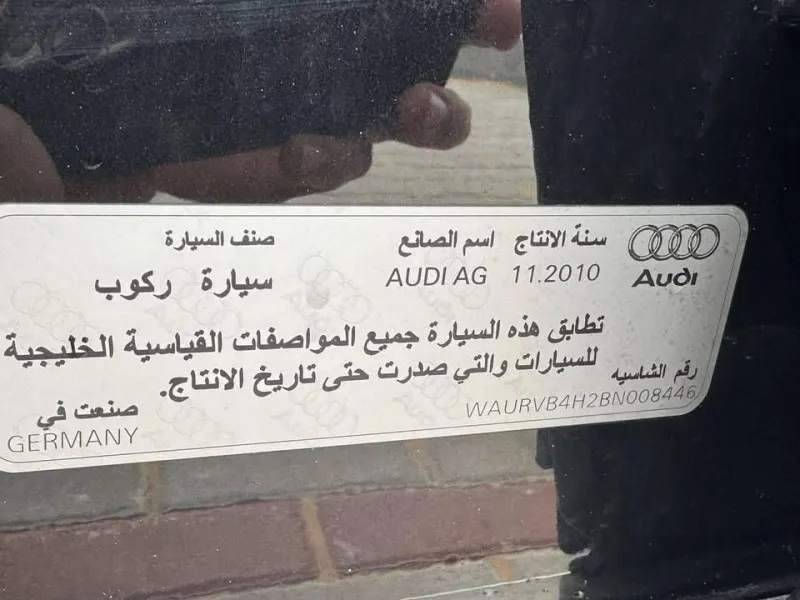 Audi
سنة الانتاج
11.2010
اسم الصانع
AUDI AG
صنف السيارة
سيارة ركوب
تطابق هذه السيارة جميع المواصفات القياسية الخليجية
للسيارات والتي صدرت حتى تاريخ الانتاج.
رقم الشاسيه
WAURVB4H2BN008446
صنعت في
GERMANY